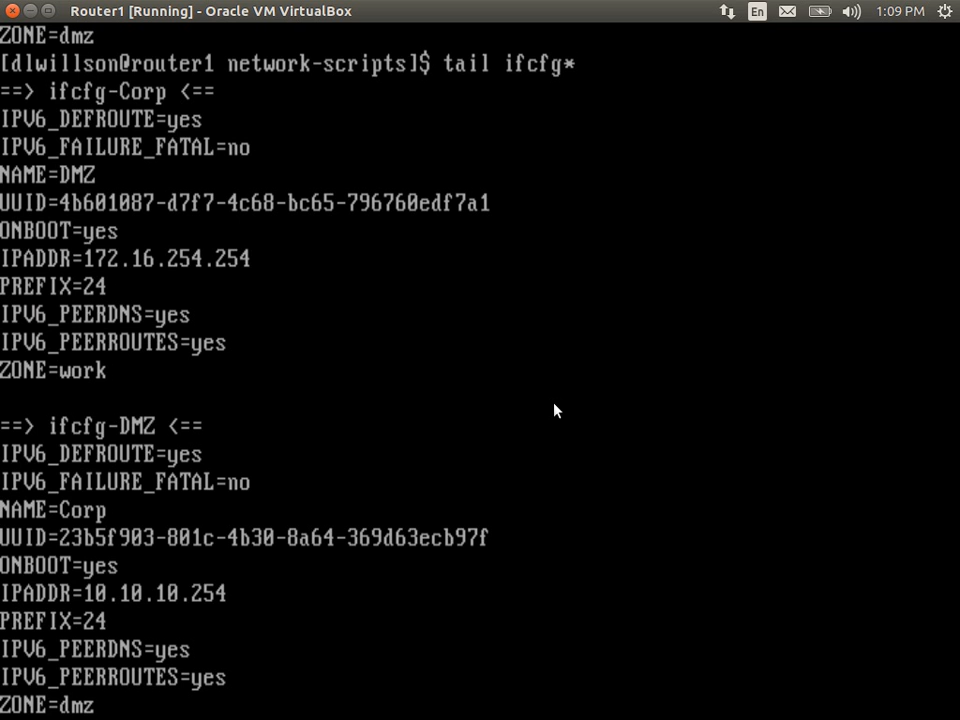 Router1 [Running] - Oracle VM VirtualBox
En
1:09 PM
ZONE=dmz
[dlwillson@router1 network-scripts]$ tail ifcfg*
==> ifcfg-Corp <==
IPV6_DEFROUTE=yes
IPV6_FAILURE_FATAL=no
NAME=DMZ
UUID=4b601087-d7f7-4c68-bc65-796760edf7a1
ONBOOT=yes
IPADDR=172.16.254.254
PREFIX=24
IPV6_PEERDNS=yes
IPV6_PEERROUTES=yes
ZONE=work
==> ifcfg-DMZ <==
IPV6_DEFROUTE=yes
IPV6_FAILURE_FATAL=no
NAME=Corp
UUID=23b5f903-801c-4b30-8a64-369d63ecb97f
ONBOOT=yes
IPADDR=10.10.10.254
PREFIX=24
IPV6_PEERDNS=yes
IPV6_PEERROUTES=yes
ZONE=dmz